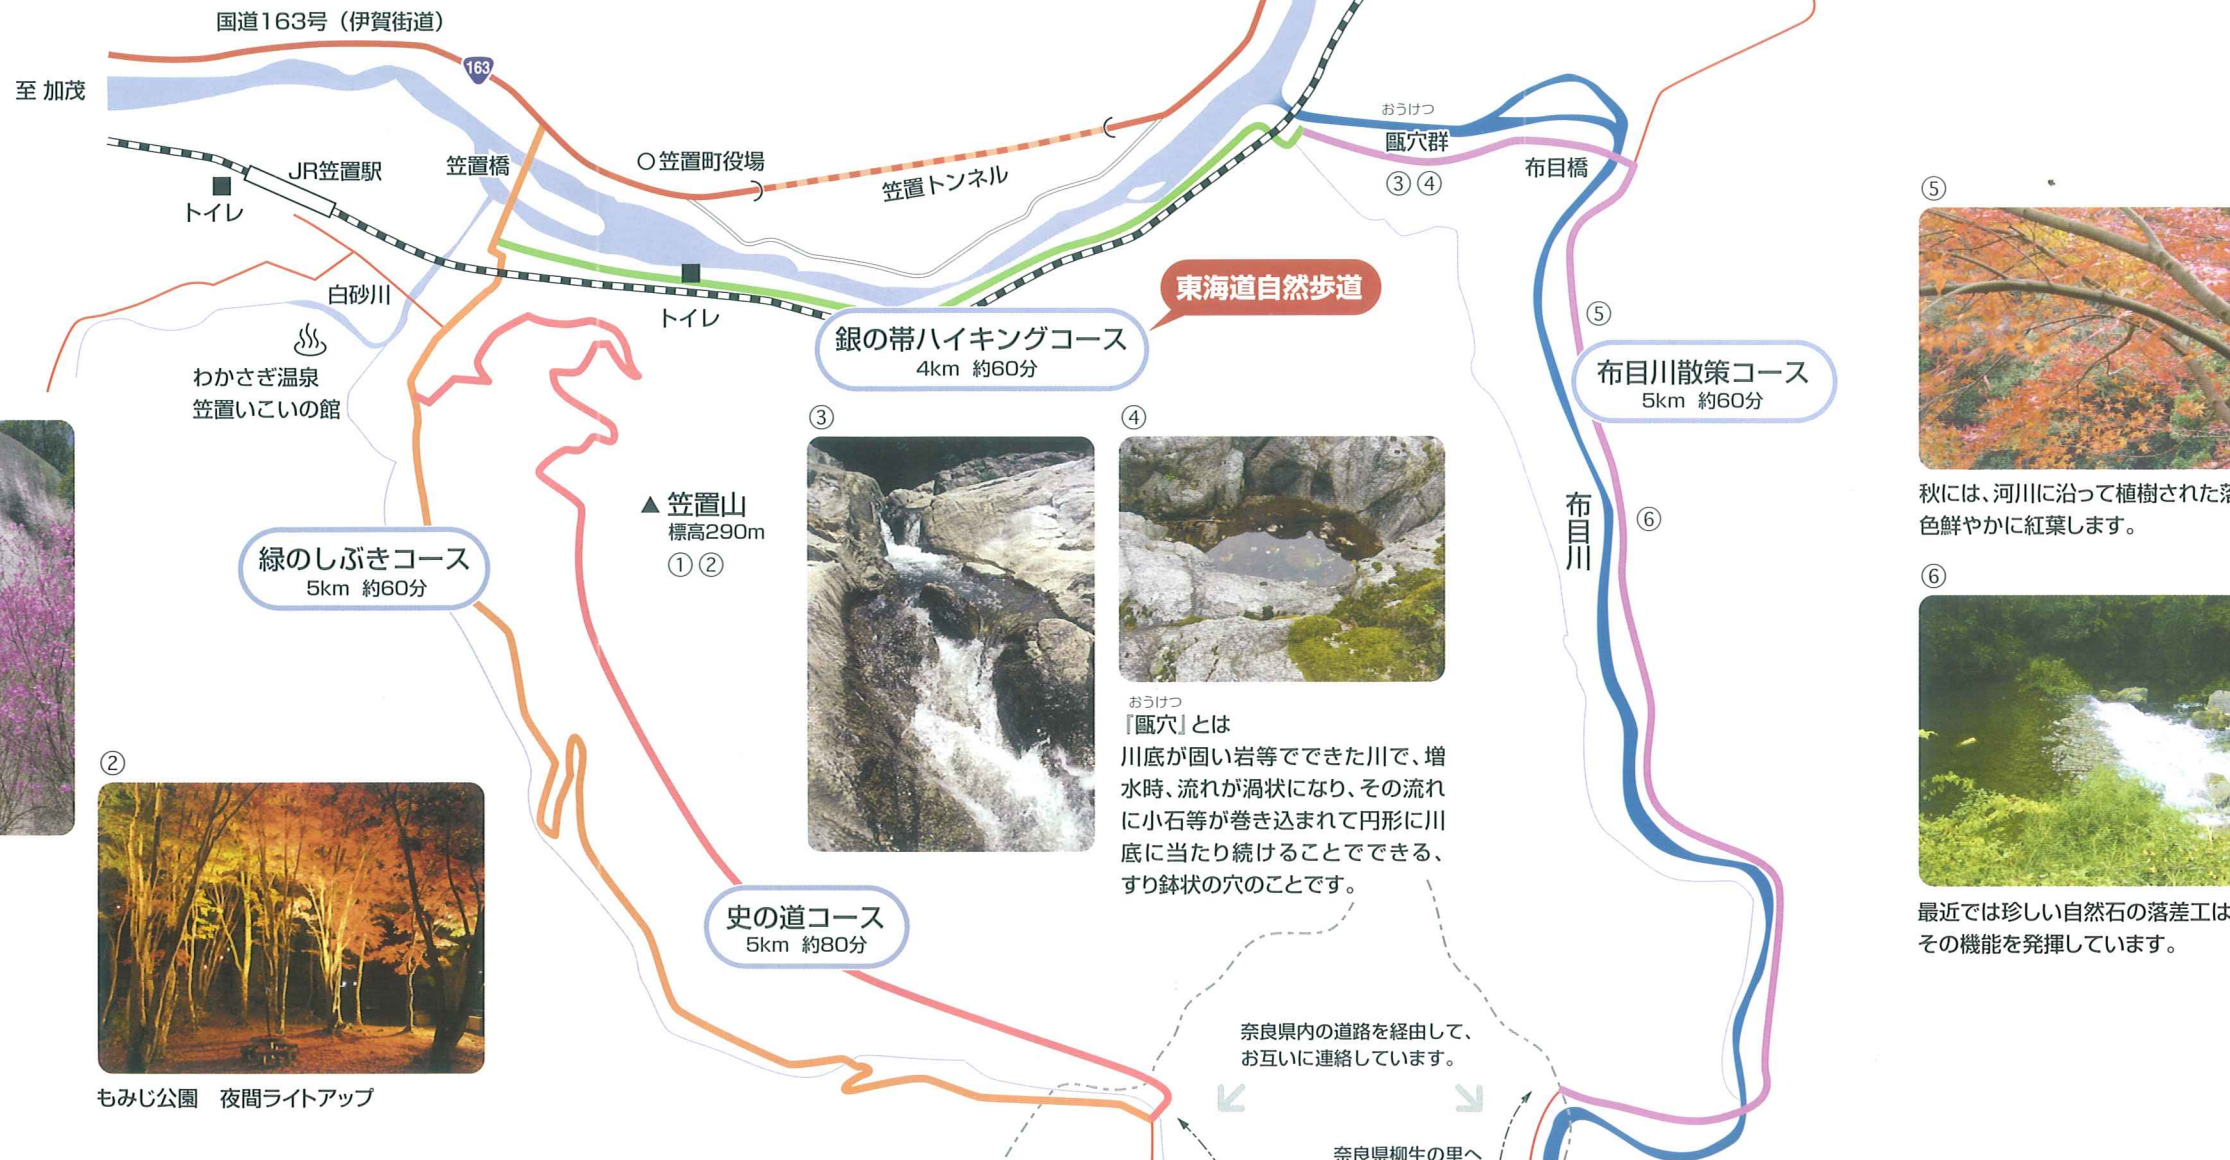 国道163号（伊賀街道）
163
至 加茂
JR笠置駅
トイレ
笠置橋
笠置町役場
笠置トンネル
おうけつ
甌穴群
③④
布目橋
白砂川
トイレ
わかさぎ温泉
笠置いこいの館
東海道自然歩道
銀の帯ハイキングコース
4km 約60分
⑤
布目川散策コース
5km 約60分
布目川
⑥
▲ 笠置山
標高290m
①②
緑のしぶきコース
5km 約60分
史の道コース
5km 約80分
②
もみじ公園　夜間ライトアップ
③
④
おうけつ
『甌穴』とは
川底が固い岩等でできた川で、増
水時、流れが渦状になり、その流れ
に小石等が巻き込まれて円形に川
底に当たり続けることでできる、
すり鉢状の穴のことです。
奈良県内の道路を経由して、
お互いに連絡しています。
奈良県柳生の里へ
⑤
秋には、河川に沿って植樹された落
色鮮やかに紅葉します。
⑥
最近では珍しい自然石の落差工は
その機能を発揮しています。